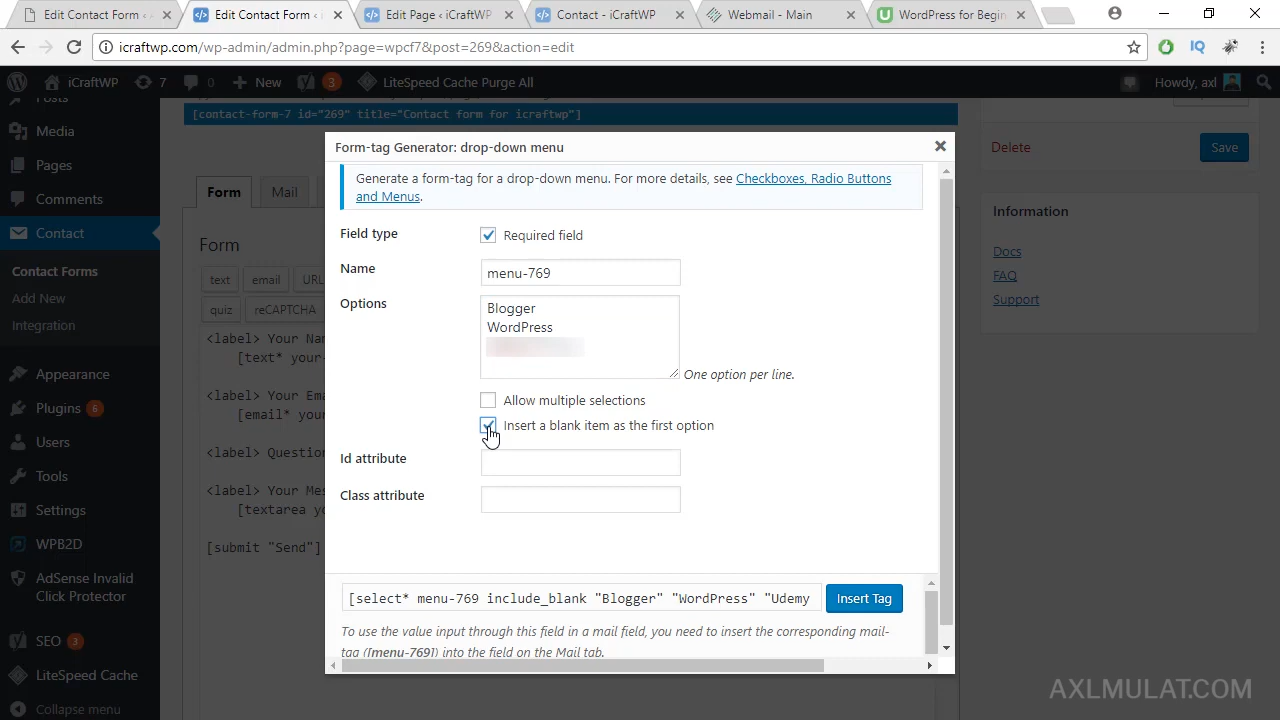 Edit Contact Form ‹
Edit Contact Form ‹
Edit Page ‹ iCraftWP
Contact - iCraftWP
Webmail - Main
WordPress for Begin
icraftwp.com/wp-admin/admin.php?page=wpcf7&post=269&action=edit
iCraftWP
7
0
New
3
LiteSpeed Cache Purge All
Howdy, axl
Posts
Media
Pages
Comments
Contact
Contact Forms
Add New
Integration
Appearance
Plugins 6
Users
Tools
Settings
WPB2D
AdSense Invalid
Click Protector
SEO 3
LiteSpeed Cache
Collapse menu
[contact-form-7 id="269" title="Contact form for icraftwp"]
Form
Mail
Form
text
email
URL
quiz
reCAPTCHA
<label> Your Nam
[text* your-
<label> Your Ema
[email* your
<label> Question
<label> Your Mes
[textarea yo
[submit "Send"]
Form-tag Generator: drop-down menu
Generate a form-tag for a drop-down menu. For more details, see Checkboxes, Radio Buttons
and Menus.
Field type
Required field
Name
menu-769
Options
Blogger
WordPress
One option per line.
Allow multiple selections
Insert a blank item as the first option
Id attribute
Class attribute
[select* menu-769 include_blank "Blogger" "WordPress" "Udemy
Insert Tag
To use the value input through this field in a mail field, you need to insert the corresponding mail-
tag ([menu-769]) into the field on the Mail tab.
Delete
Save
Information
Docs
FAQ
Support
AXLMULAT.COM